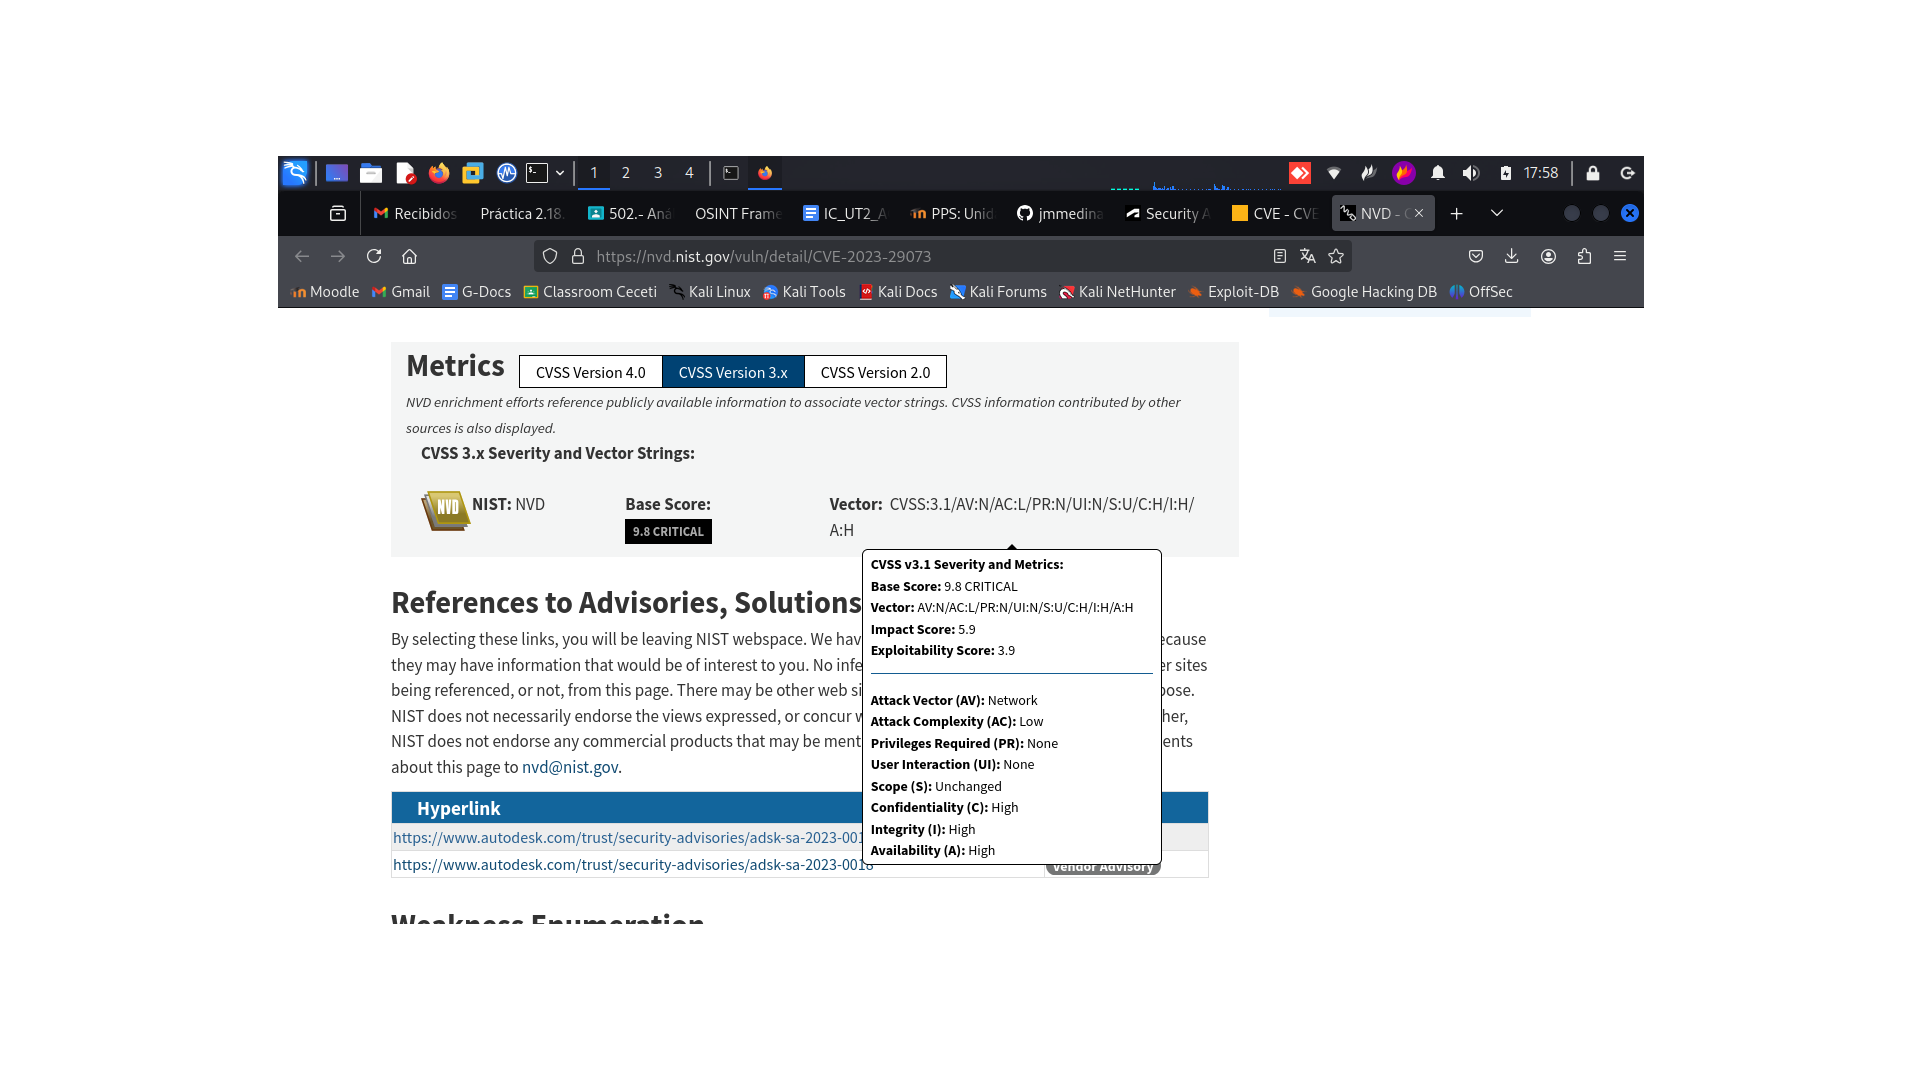 1 2 3 4 17:58
Recibidos Práctica 2.18. 502.- Aná OSINT Frame IC_UT2_A PPS: Unid jmmedina Security A CVE - CVE NVD - C
https://nvd.nist.gov/vuln/detail/CVE-2023-29073
Moodle Gmail G-Docs Classroom Ceceti Kali Linux Kali Tools Kali Docs Kali Forums Kali NetHunter Exploit-DB Google Hacking DB OffSec
Metrics CVSS Version 4.0 CVSS Version 3.x CVSS Version 2.0
NVD enrichment efforts reference publicly available information to associate vector strings. CVSS information contributed by other
sources is also displayed.
CVSS 3.x Severity and Vector Strings:
NVD NIST: NVD Base Score: Vector: CVSS:3.1/AV:N/AC:L/PR:N/UI:N/S:U/C:H/I:H/
9.8 CRITICAL A:H
CVSS v3.1 Severity and Metrics:
Base Score: 9.8 CRITICAL
Vector: AV:N/AC:L/PR:N/UI:N/S:U/C:H/I:H/A:H
Impact Score: 5.9
Exploitability Score: 3.9
Attack Vector (AV): Network
Attack Complexity (AC): Low
Privileges Required (PR): None
User Interaction (UI): None
Scope (S): Unchanged
Confidentiality (C): High
Integrity (I): High
Availability (A): High
References to Advisories, Solutions
By selecting these links, you will be leaving NIST webspace. We hav ecause
they may have information that would be of interest to you. No infe er sites
being referenced, or not, from this page. There may be other web si pose.
NIST does not necessarily endorse the views expressed, or concur w her,
NIST does not endorse any commercial products that may be ment ents
about this page to nvd@nist.gov.
Hyperlink
https://www.autodesk.com/trust/security-advisories/adsk-sa-2023-001
https://www.autodesk.com/trust/security-advisories/adsk-sa-2023-0018 Vendor Advisory
Weakness Enumeration